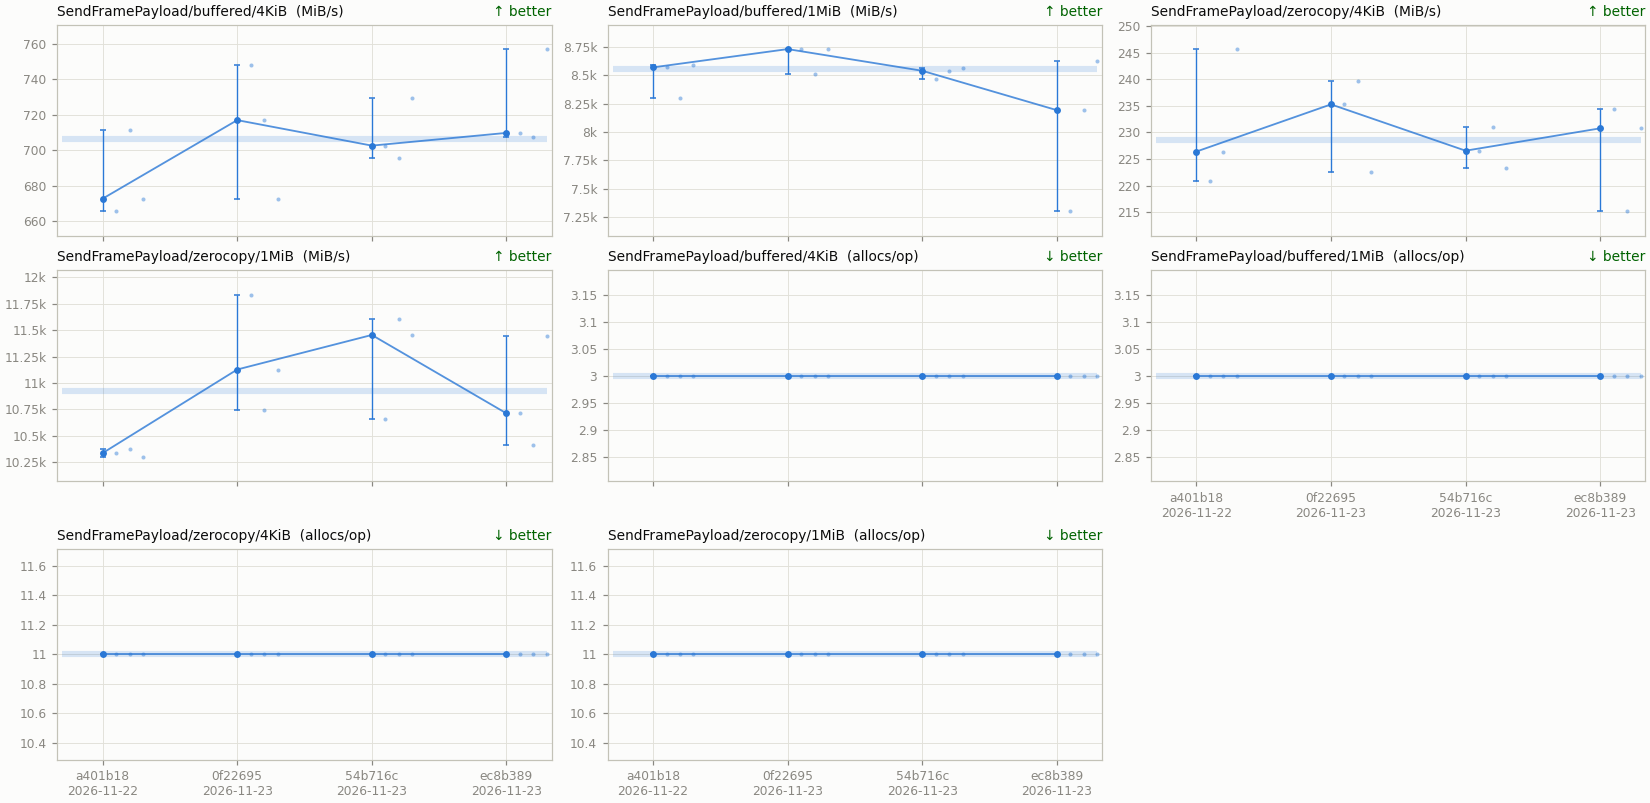 SendFramePayload/buffered/4KiB (MiB/s) ↑ better
760
740
720
700
680
660
SendFramePayload/buffered/1MiB (MiB/s) ↑ better
8.75k
8.5k
8.25k
8k
7.75k
7.5k
7.25k
SendFramePayload/zerocopy/4KiB (MiB/s) ↑ better
250
245
240
235
230
225
220
215
SendFramePayload/zerocopy/1MiB (MiB/s) ↑ better
12k
11.75k
11.5k
11.25k
11k
10.75k
10.5k
10.25k
SendFramePayload/buffered/4KiB (allocs/op) ↓ better
3.15
3.1
3.05
3
2.95
2.9
2.85
SendFramePayload/buffered/1MiB (allocs/op) ↓ better
3.15
3.1
3.05
3
2.95
2.9
2.85
a401b18 0f22695 54b716c ec8b389
2026-11-22 2026-11-23 2026-11-23 2026-11-23
SendFramePayload/zerocopy/4KiB (allocs/op) ↓ better
11.6
11.4
11.2
11
10.8
10.6
10.4
a401b18 0f22695 54b716c ec8b389
2026-11-22 2026-11-23 2026-11-23 2026-11-23
SendFramePayload/zerocopy/1MiB (allocs/op) ↓ better
11.6
11.4
11.2
11
10.8
10.6
10.4
a401b18 0f22695 54b716c ec8b389
2026-11-22 2026-11-23 2026-11-23 2026-11-23